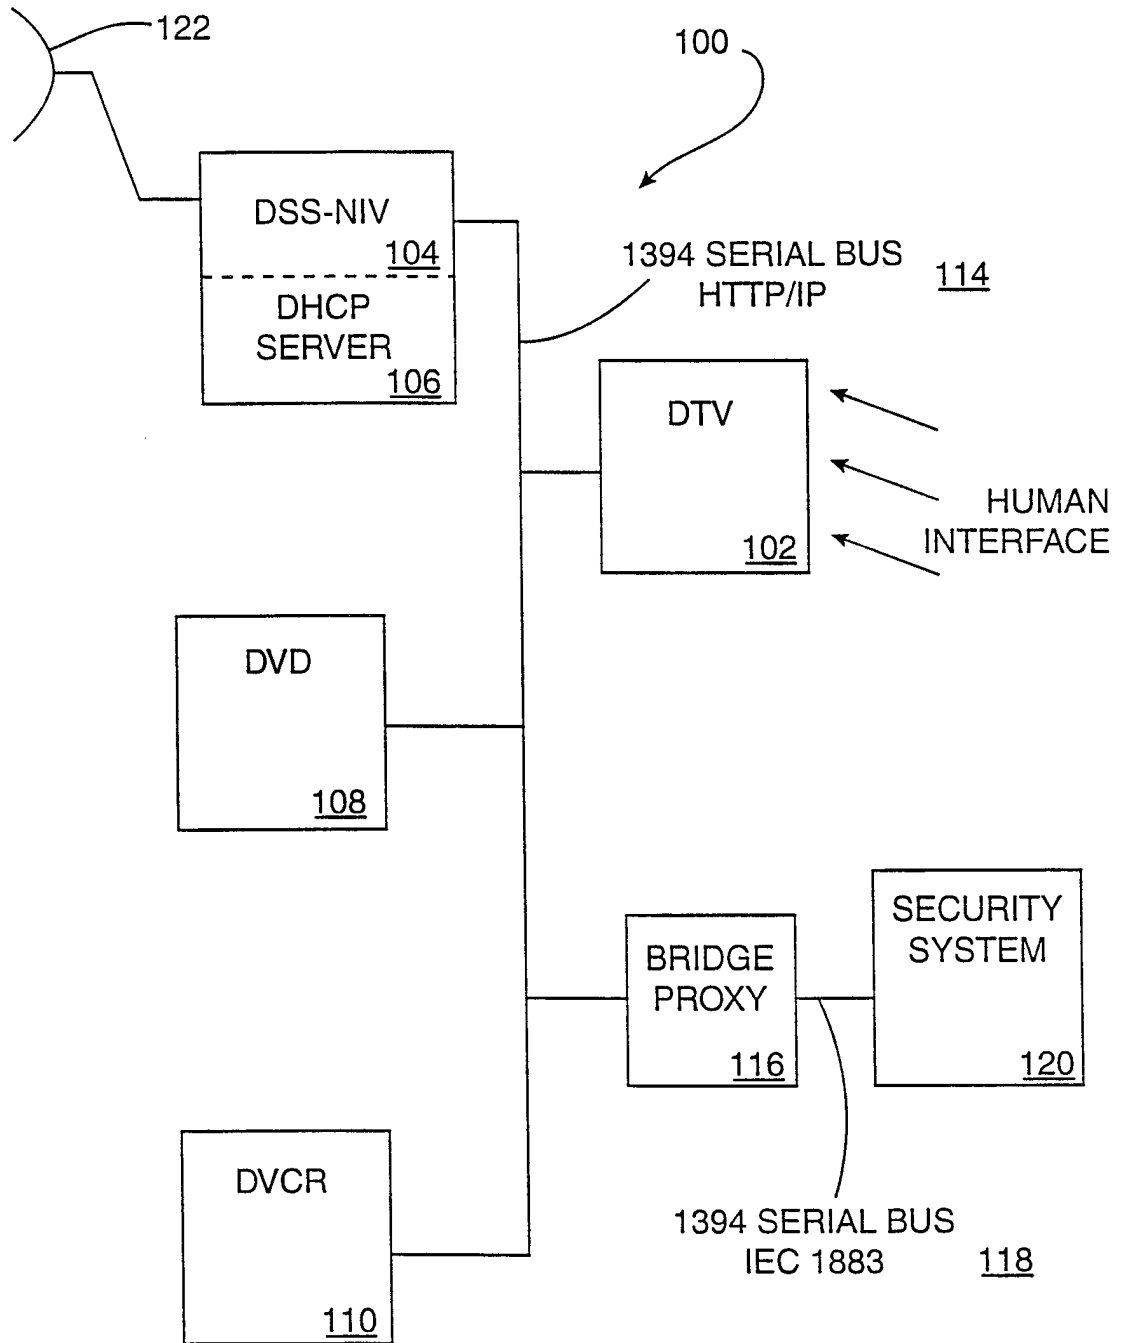 122
100
DSS-NIV
104
DHCP
SERVER
106
1394 SERIAL BUS
HTTP/IP
114
DTV
102
HUMAN
INTERFACE
DVD
108
BRIDGE
PROXY
116
SECURITY
SYSTEM
120
DVCR
110
1394 SERIAL BUS
IEC 1883
118